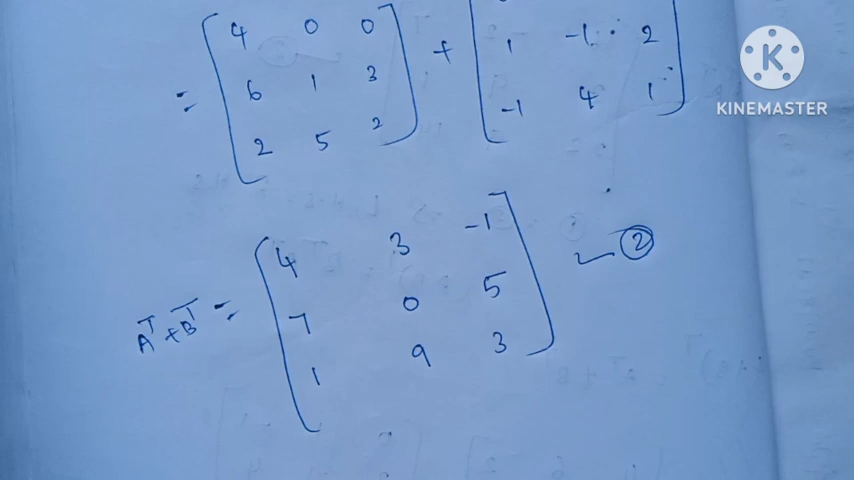 4 0 0
= 6 1 3 + 1 -1 2
2 5 2 -1 4 1
K
KINEMASTER
4 3 -1
A^T + B^T = 7 0 5 - ②
1 9 3